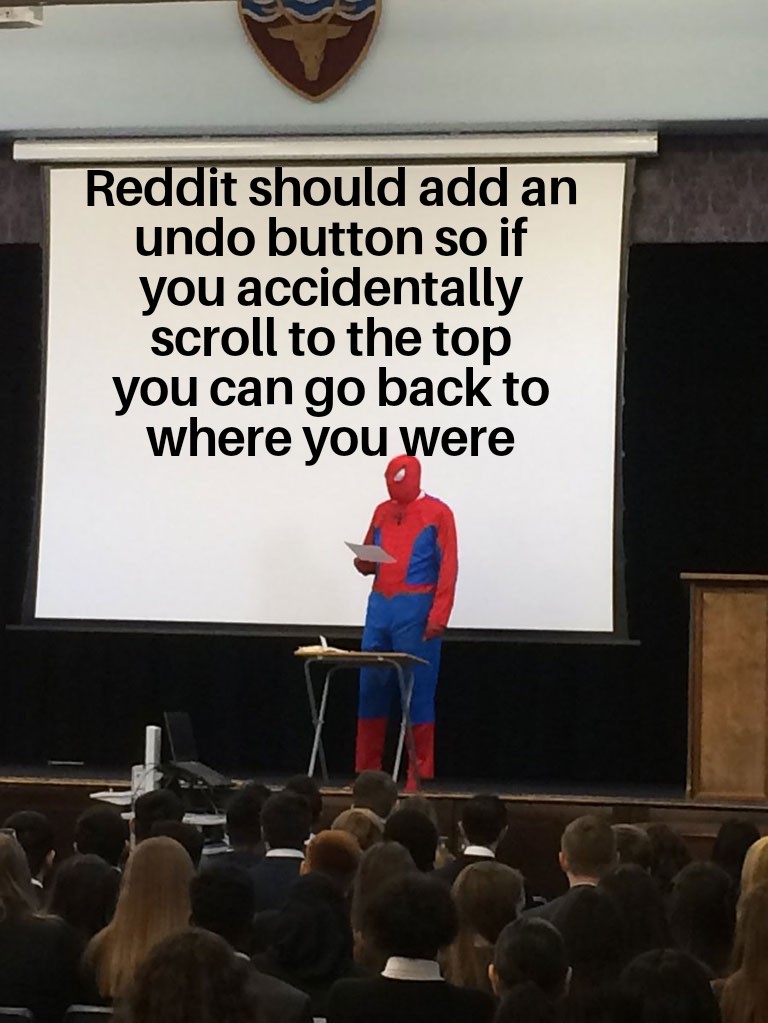 Reddit should add an
undo button so if
you accidentally
scroll to the top
you can go back to
where you were